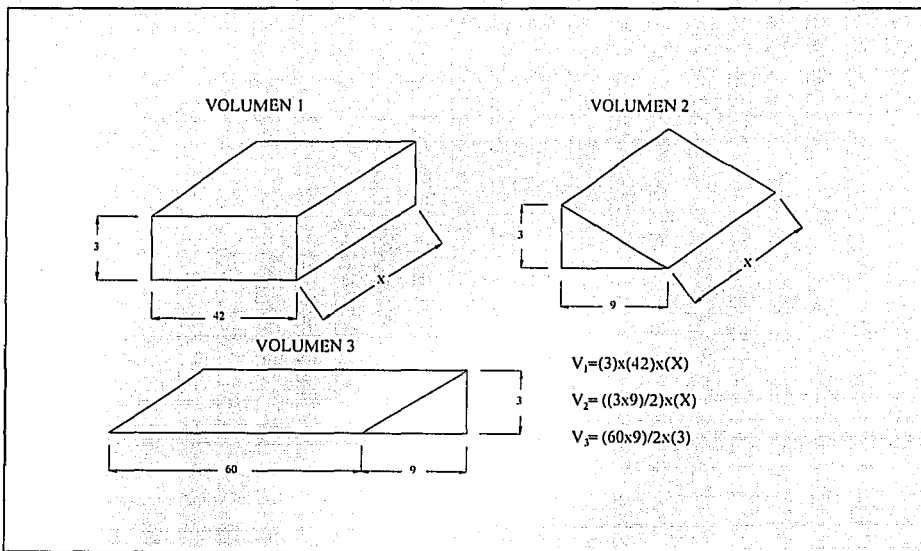 VOLUMEN 1
VOLUMEN 2
3
42
X
3
9
X
VOLUMEN 3
3
60
9
V₁=(3)x(42)x(X)
V₂= ((3x9)/2)x(X)
V₃= (60x9)/2x(3)